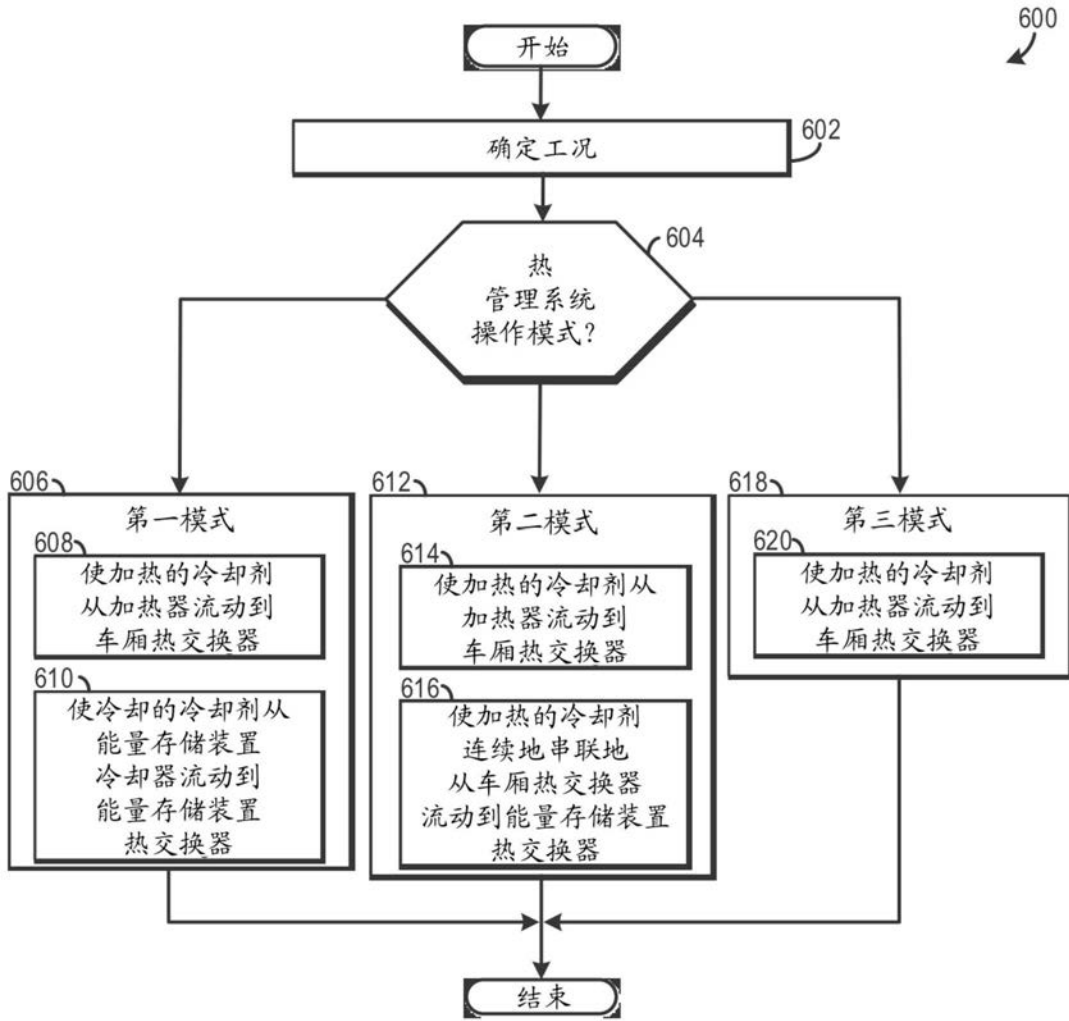 600
开始
确定工况
602
604
热
管理系统
操作模式?
606
第一模式
608
使加热的冷却剂
从加热器流动到
车厢热交换器
610
使冷却的冷却剂从
能量存储装置
冷却器流动到
能量存储装置
热交换器
612
第二模式
614
使加热的冷却剂从
加热器流动到
车厢热交换器
616
使加热的冷却剂
连续地串联地
从车厢热交换器
流动到能量存储装置
热交换器
618
第三模式
620
使加热的冷却剂
从加热器流动到
车厢热交换器
结束